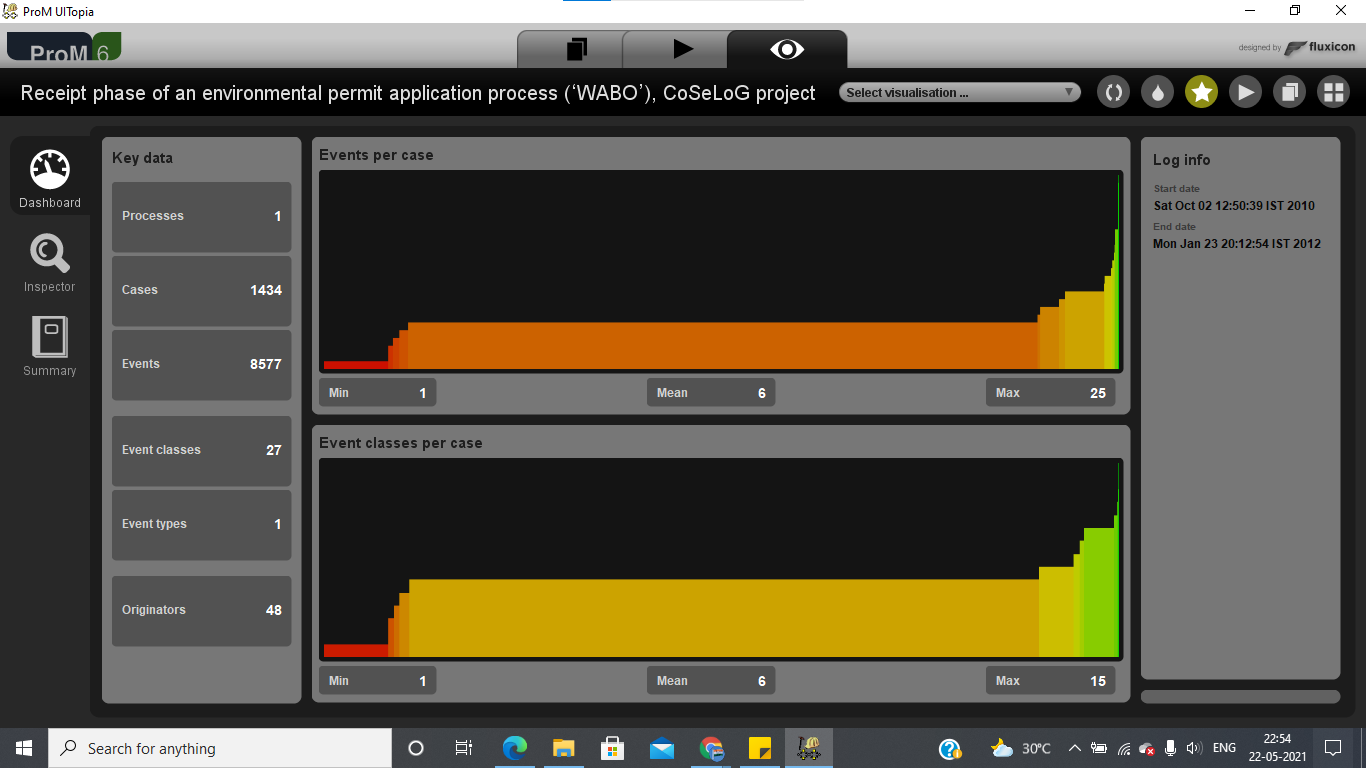 ProM UITopia
ProM 6
designed by fluxicon
Receipt phase of an environmental permit application process (‘WABO’), CoSeLoG project
Select visualisation ...
Dashboard
Inspector
Summary
Key data
Processes 1
Cases 1434
Events 8577
Event classes 27
Event types 1
Originators 48
Events per case
Min 1
Mean 6
Max 25
Event classes per case
Min 1
Mean 6
Max 15
Log info
Start date
Sat Oct 02 12:50:39 IST 2010
End date
Mon Jan 23 20:12:54 IST 2012
Search for anything
30°C
ENG
22:54
22-05-2021